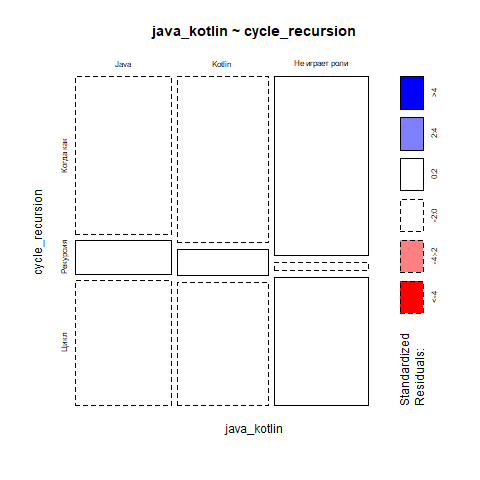 java_kotlin ~ cycle_recursion
Java
Kotlin
Не играет роли
Когда как
Рекурсия
Цикл
cycle_recursion
java_kotlin
>4
2:4
0:2
-2:0
-4:-2
<-4
Standardized
Residuals: